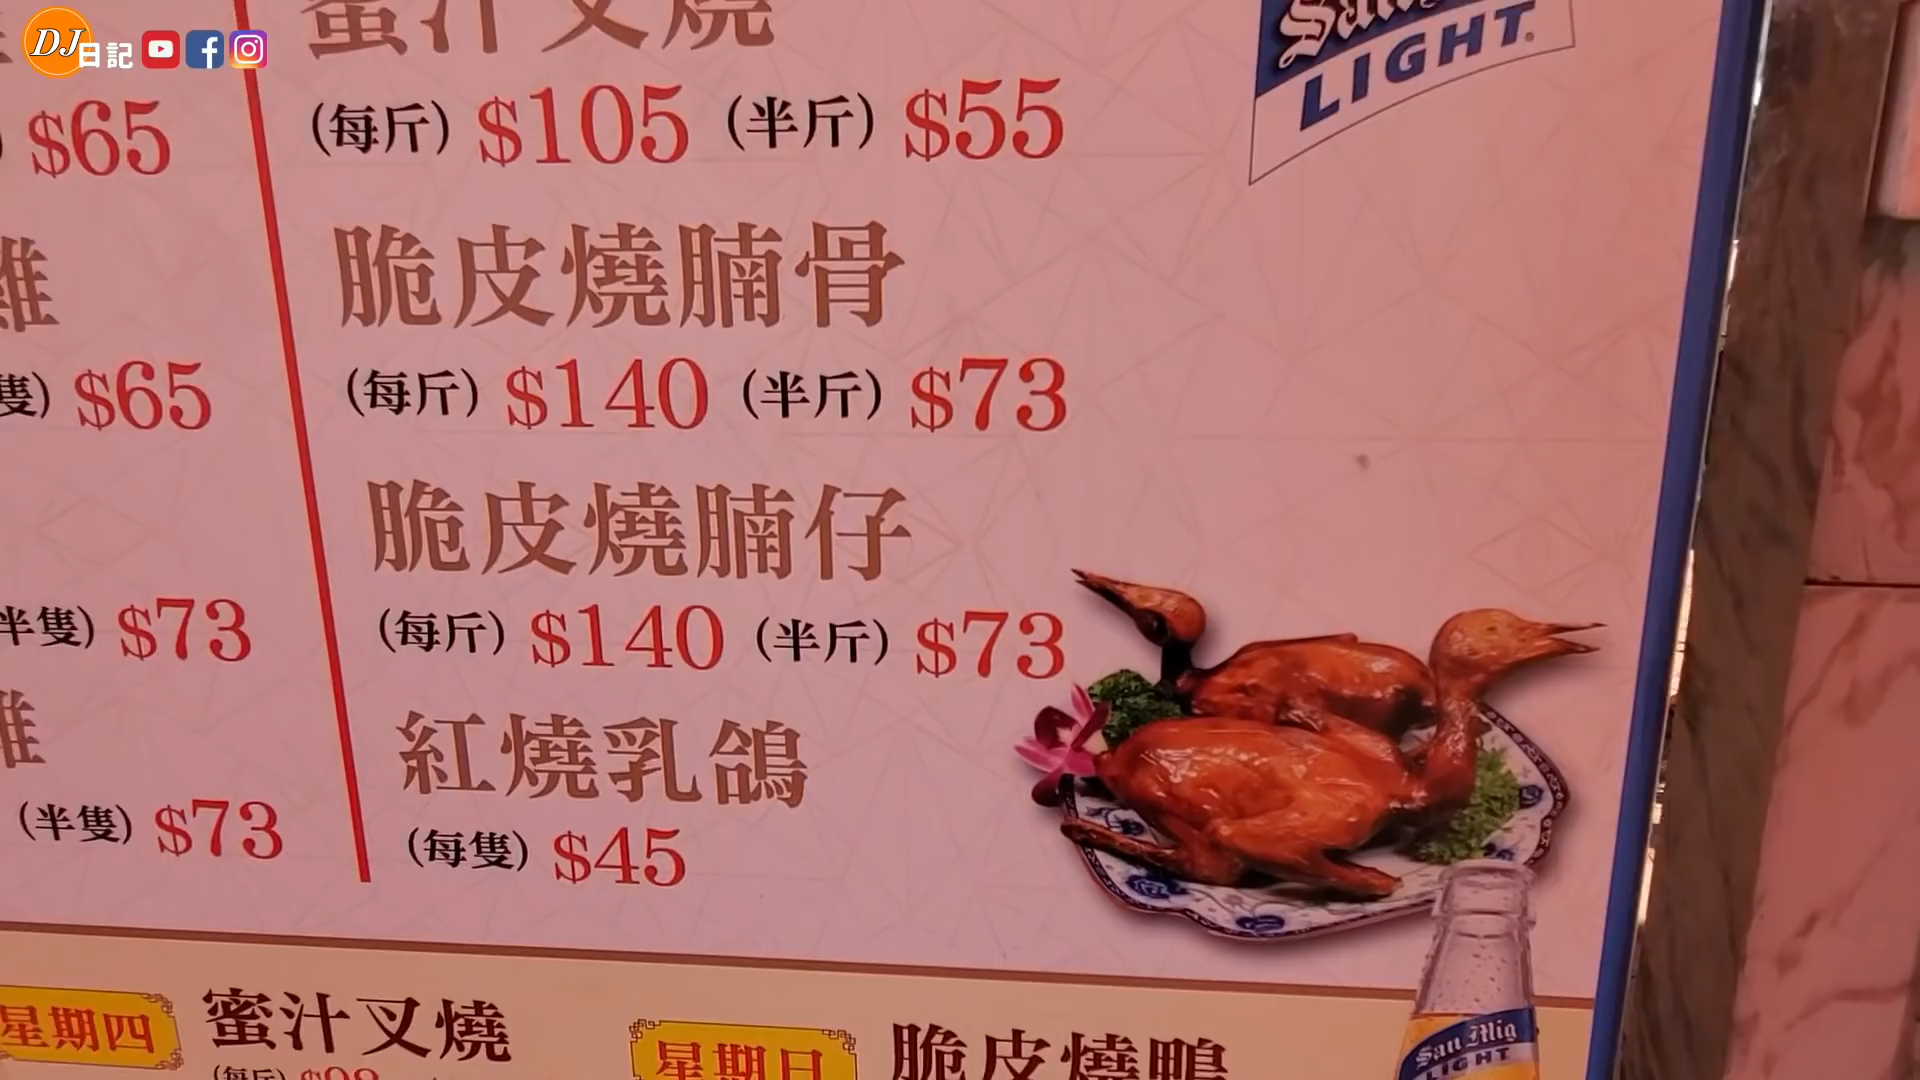 DJ日記
蜜汁叉燒
$65
(每斤) $105 (半斤) $55
LIGHT
雞
脆皮燒腩骨
隻) $65
(每斤) $140 (半斤) $73
脆皮燒腩仔
半隻) $73
(每斤) $140 (半斤) $73
紅燒乳鴿
(半隻) $73
(每隻) $45
星期四
蜜汁叉燒
星期日
脆皮燒鴨
San Mig
LIGHT